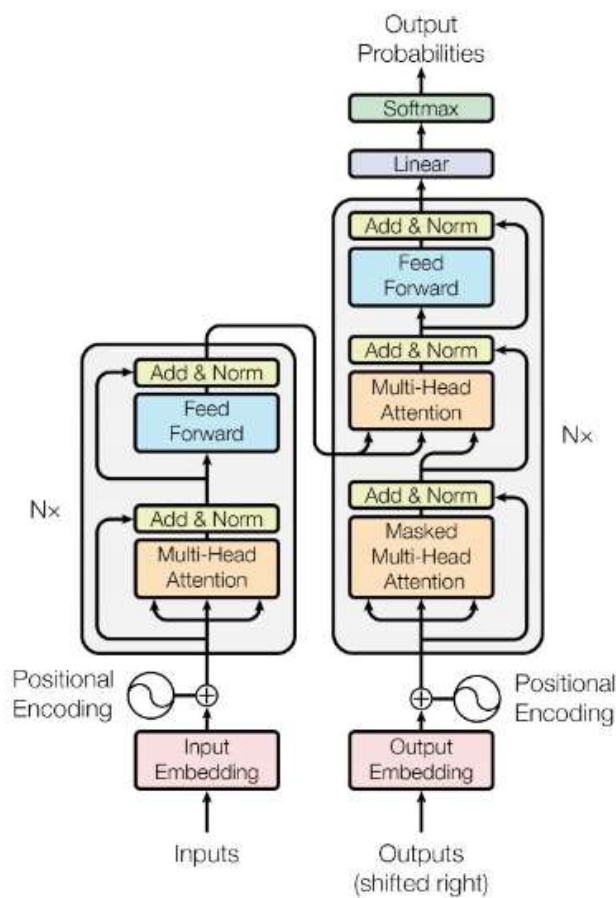 Output
Probabilities
Softmax
Linear
Add & Norm
Feed
Forward
Add & Norm
Multi-Head
Attention
Add & Norm
Masked
Multi-Head
Attention
Nx
Add & Norm
Feed
Forward
Nx
Add & Norm
Multi-Head
Attention
Positional
Encoding
Positional
Encoding
Input
Embedding
Output
Embedding
Inputs
Outputs
(shifted right)